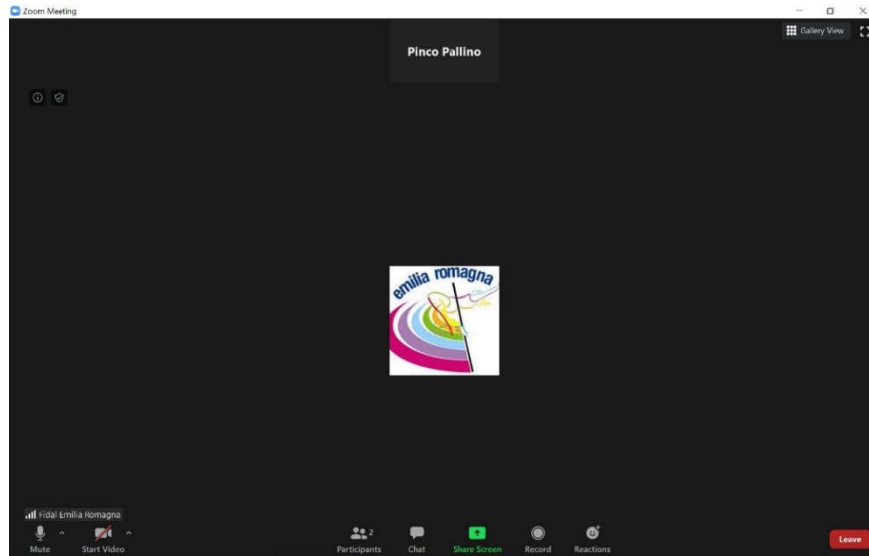 Zoom Meeting
Gallery View
Pinco Pallino
emilia romagna
Fidal Emilia Romagna
Mute
Start Video
2
Participants
Chat
Share Screen
Record
Reactions
Leave